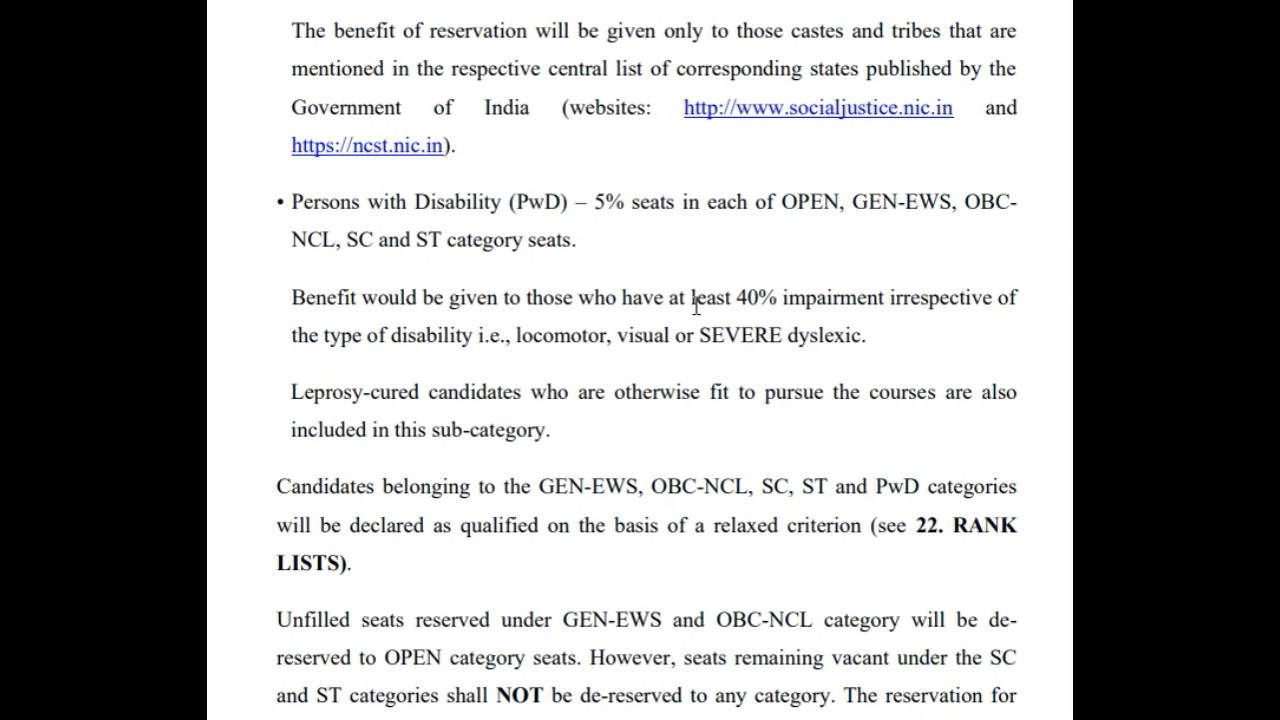 The benefit of reservation will be given only to those castes and tribes that are
mentioned in the respective central list of corresponding states published by the
Government of India (websites: http://www.socialjustice.nic.in and
https://ncst.nic.in).
• Persons with Disability (PwD) – 5% seats in each of OPEN, GEN-EWS, OBC-
NCL, SC and ST category seats.
Benefit would be given to those who have at least 40% impairment irrespective of
the type of disability i.e., locomotor, visual or SEVERE dyslexic.
Leprosy-cured candidates who are otherwise fit to pursue the courses are also
included in this sub-category.
Candidates belonging to the GEN-EWS, OBC-NCL, SC, ST and PwD categories
will be declared as qualified on the basis of a relaxed criterion (see 22. RANK
LISTS).
Unfilled seats reserved under GEN-EWS and OBC-NCL category will be de-
reserved to OPEN category seats. However, seats remaining vacant under the SC
and ST categories shall NOT be de-reserved to any category. The reservation for